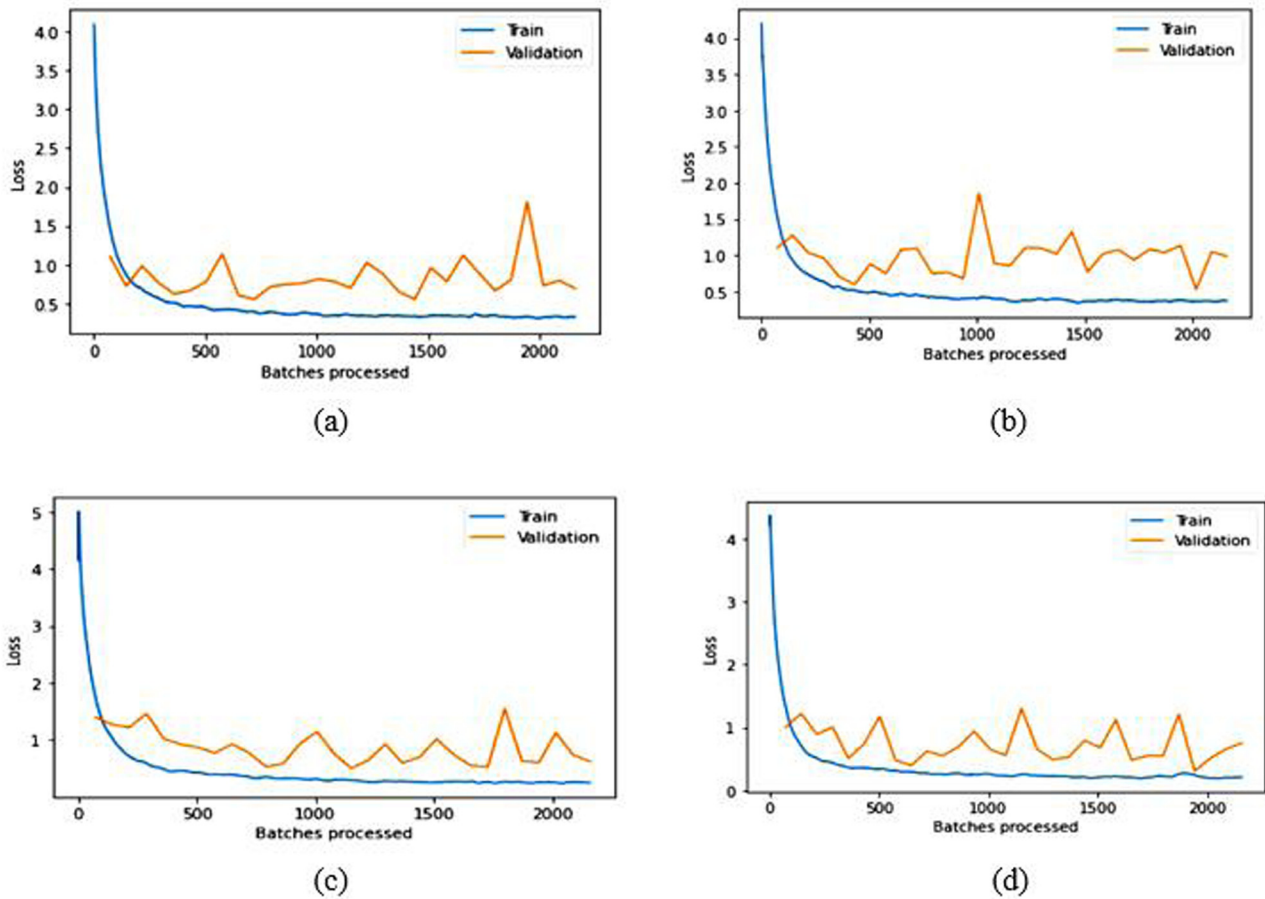 Train
Validation
4.0
3.5
3.0
2.5
2.0
1.5
1.0
0.5
Loss
0 500 1000 1500 2000
Batches processed
(a)
Train
Validation
4.0
3.5
3.0
2.5
2.0
1.5
1.0
0.5
Loss
0 500 1000 1500 2000
Batches processed
(b)
Train
Validation
5
4
3
2
1
Loss
0 500 1000 1500 2000
Batches processed
(c)
Train
Validation
4
3
2
1
0
Loss
0 500 1000 1500 2000
Batches processed
(d)